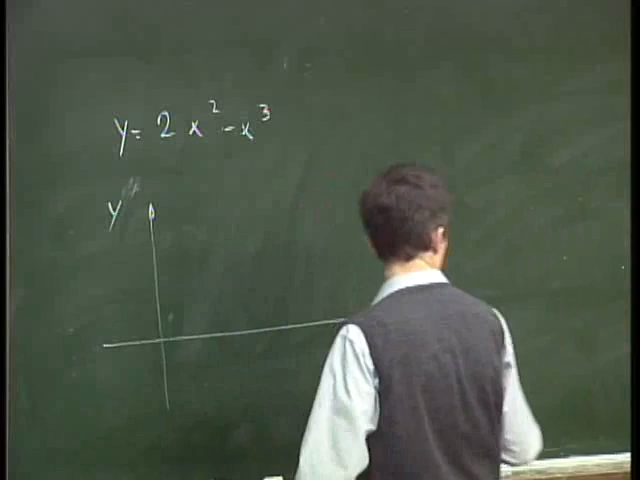 y = 2x² - x³
y